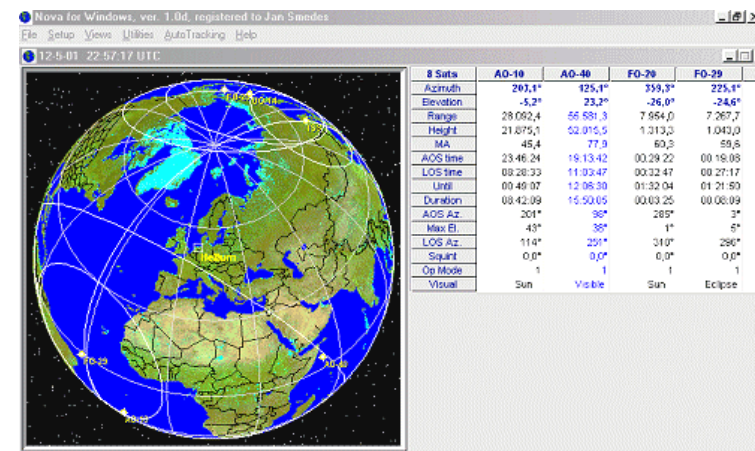 Nova for Windows, ver. 1.0d, registered to Jan Smedes
File Setup Views Utilities AutoTracking Help
12-5-01 22:57:17 UTC
8 Sats AO-10 AO-40 FO-20 FO-29
Azimuth 207,1° 125,1° 359,3° 225,1°
Elevation -5,2° 23,2° -26,0° -24,6°
Range 28.092,4 55.581,3 7.954,0 7.267,7
Height 21.875,1 52.015,5 1.313,3 1.043,0
MA 45,4 77,9 60,3 59,6
AOS time 23:46:24 19:13:42 00:29:22 00:19:08
LOS time 08:28:33 11:03:47 00:32:47 00:27:17
Until 00:49:07 12:06:30 01:32:04 01:21:50
Duration 08:42:09 15:50:05 00:03:25 00:08:09
AOS Az. 201° 98° 285° 3°
Max El. 43° 38° 1° 5°
LOS Az. 114° 251° 310° 296°
Squint 0,0° 0,0° 0,0° 0,0°
Op Mode 1 1 1 1
Visual Sun Visible Sun Eclipse
FO-29
AO-40
AO-10